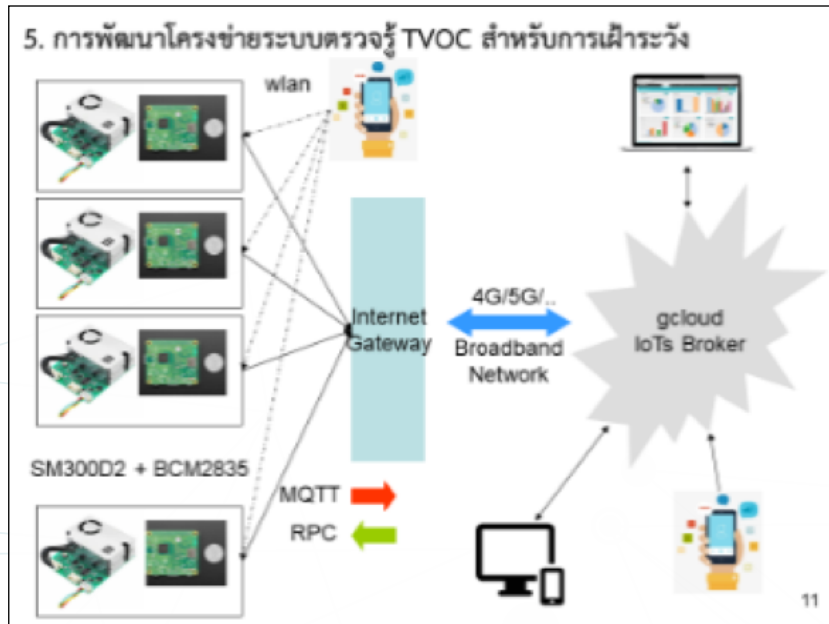 5. การพัฒนาโครงข่ายระบบตรวจรู้ TVOC สำหรับการเฝ้าระวัง
wlan
4G/5G/..
Internet
Gateway
Broadband
Network
gcloud
IoTs Broker
SM300D2 + BCM2835
MQTT
RPC
11